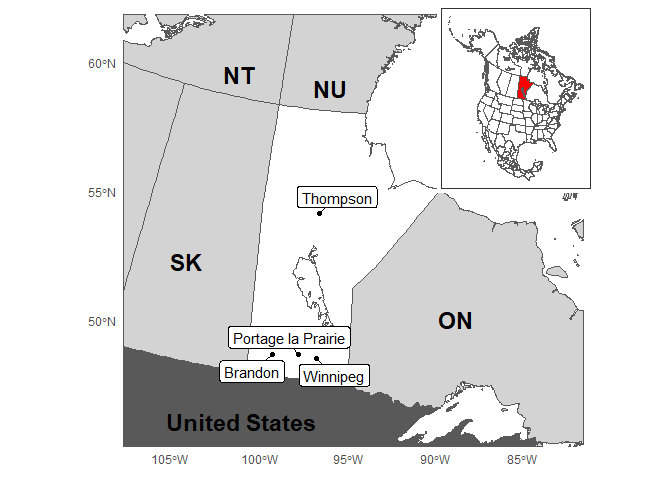 60°N
NT
NU
55°N
Thompson
SK
50°N
ON
Portage la Prairie
Brandon
Winnipeg
United States
105°W
100°W
95°W
90°W
85°W